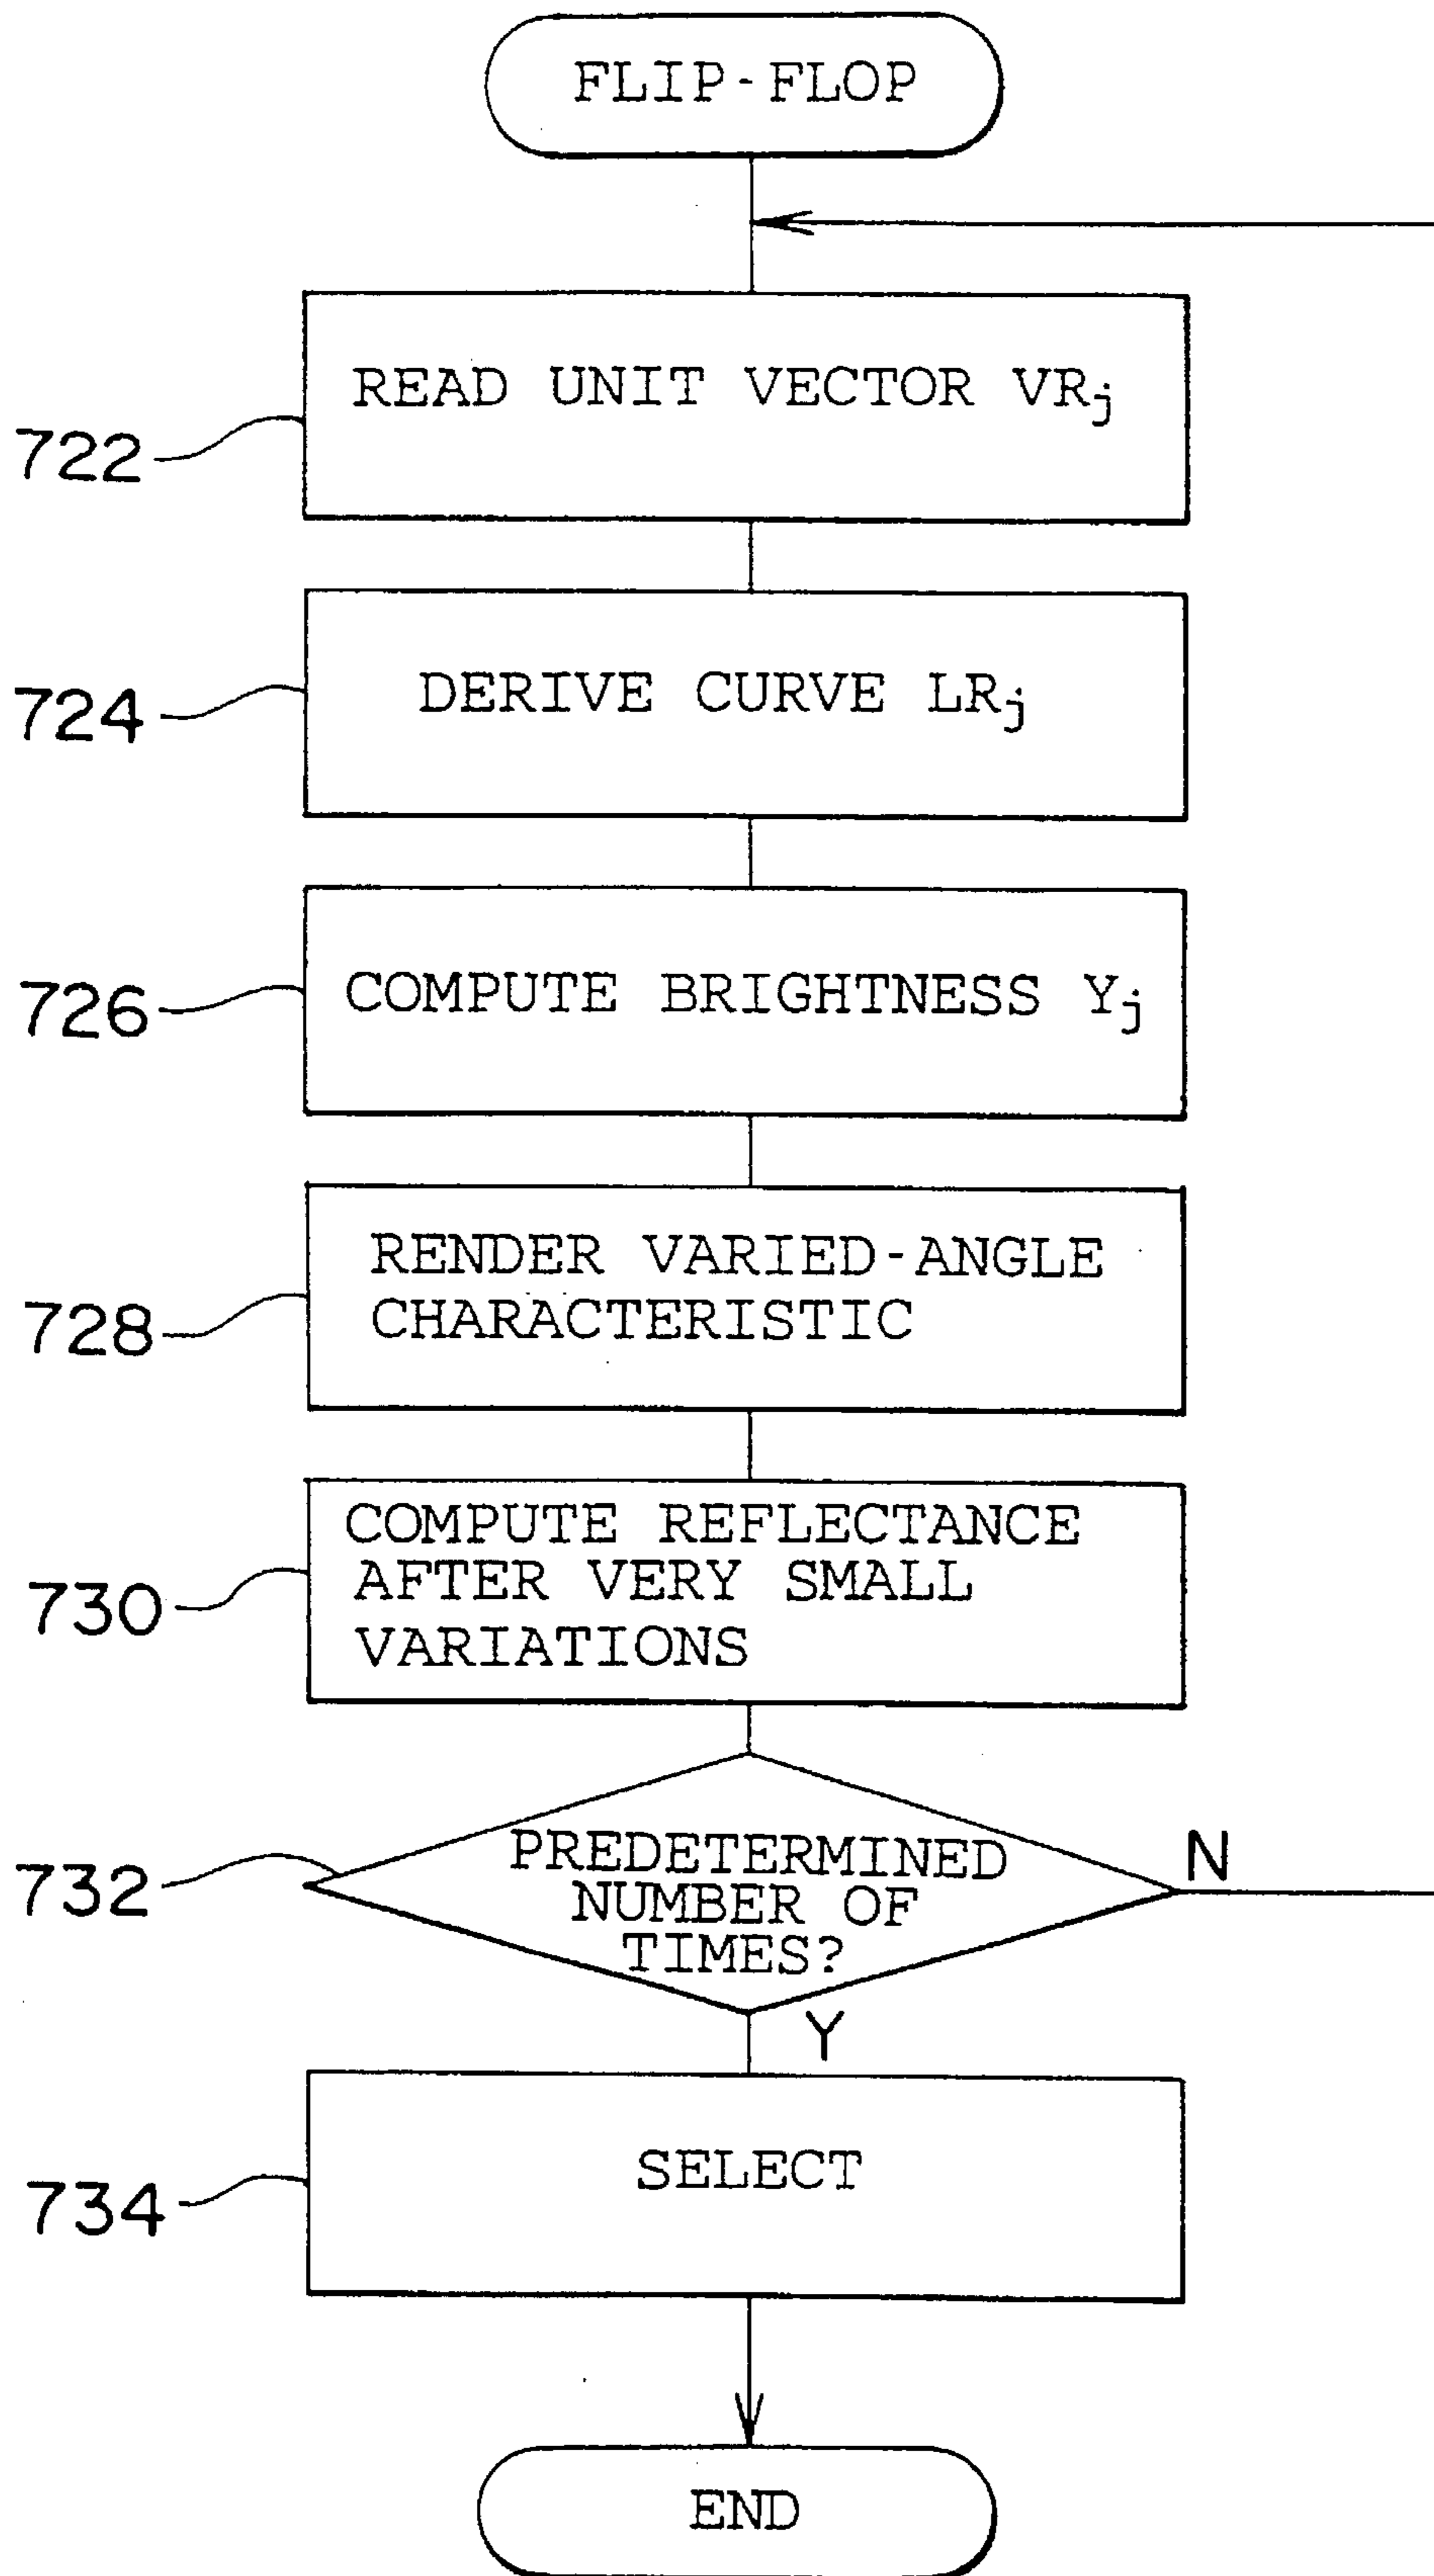 FLIP-FLOP
READ UNIT VECTOR VRj
722
DERIVE CURVE LRj
724
COMPUTE BRIGHTNESS Yj
726
RENDER VARIED-ANGLE
CHARACTERISTIC
728
COMPUTE REFLECTANCE
AFTER VERY SMALL
VARIATIONS
730
PREDETERMINED
NUMBER OF
TIMES?
N
732
Y
SELECT
734
END